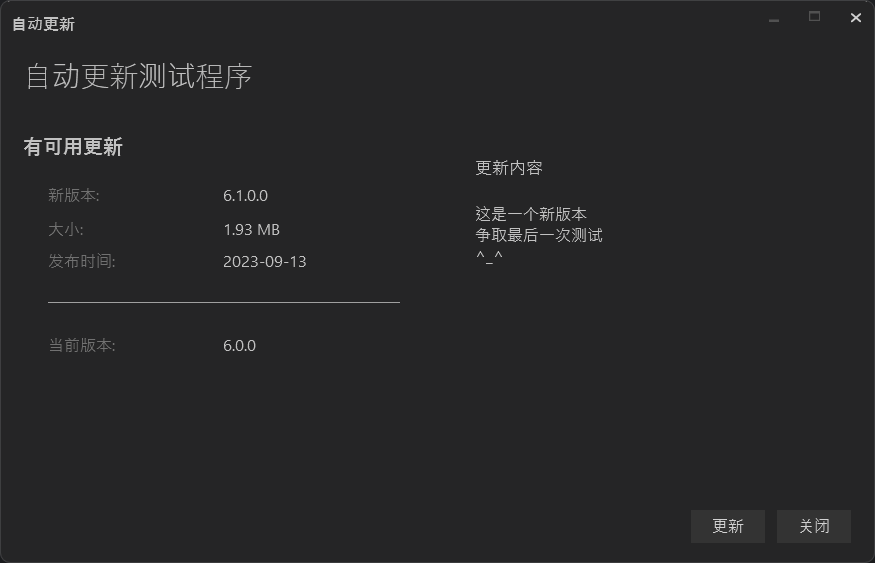 自动更新
自动更新测试程序
有可用更新
新版本: 6.1.0.0
大小: 1.93 MB
发布时间: 2023-09-13
当前版本: 6.0.0
更新内容
这是一个新版本
争取最后一次测试
^_^
更新 关闭